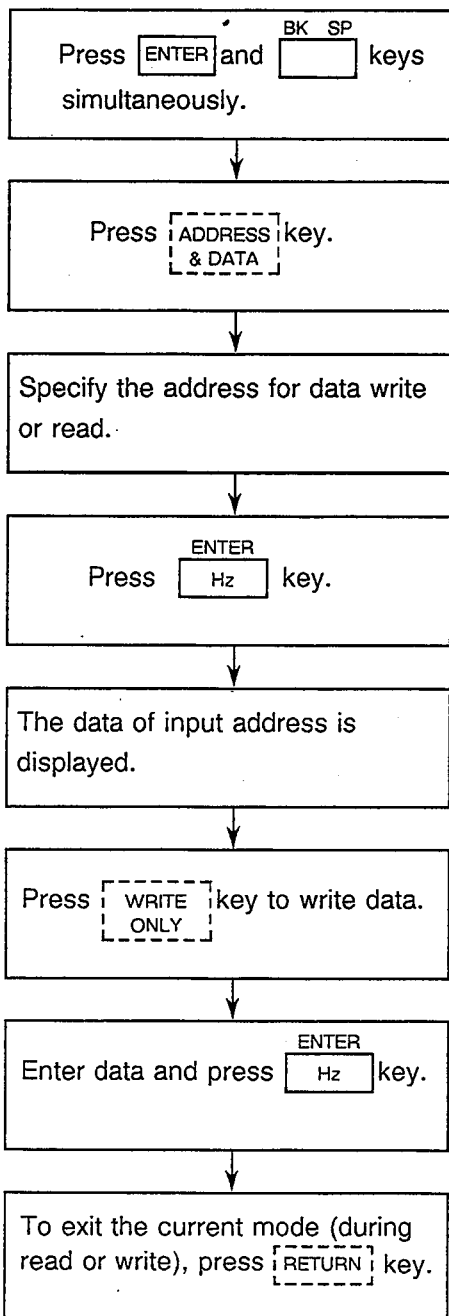 BK SP
Press ENTER and keys
simultaneously.
Press ADDRESS key.
& DATA
Specify the address for data write
or read.
ENTER
Press Hz key.
The data of input address is
displayed.
Press WRITE key to write data.
ONLY
ENTER
Enter data and press Hz key.
To exit the current mode (during
read or write), press RETURN key.